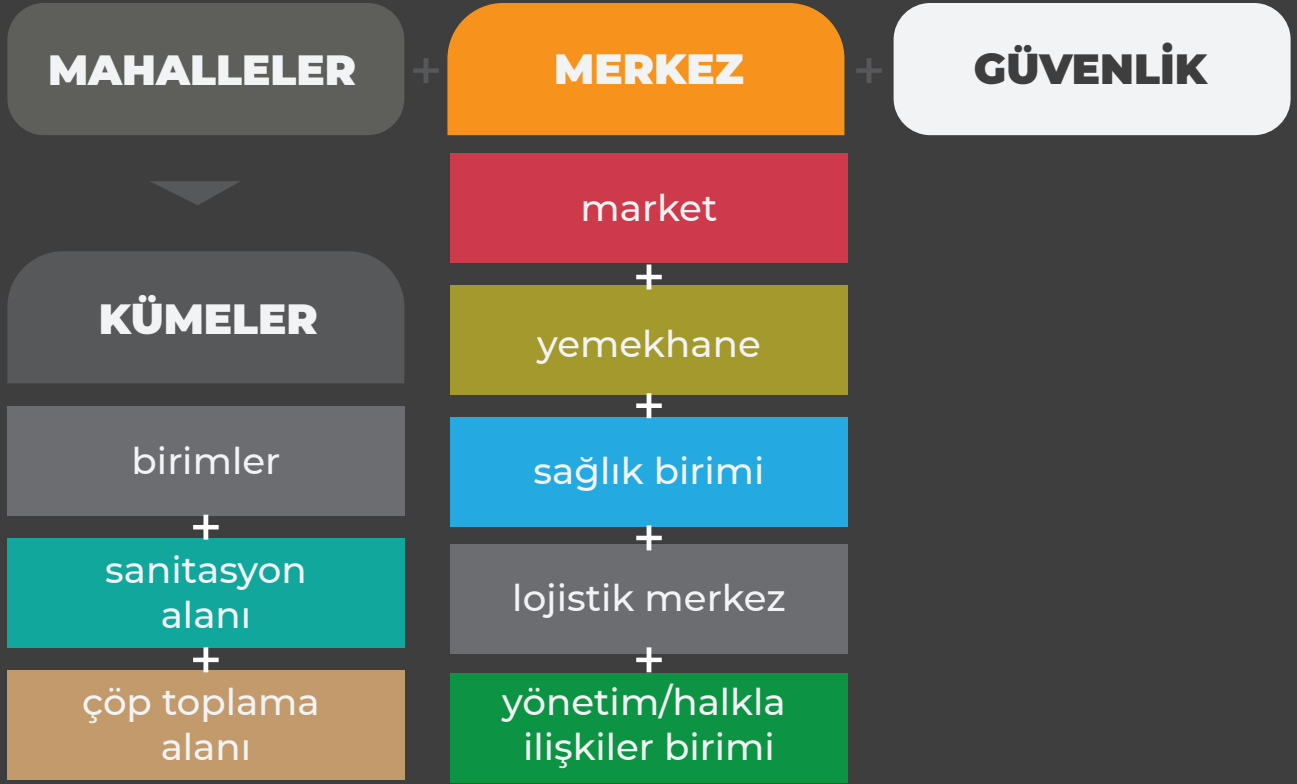 MAHALLELER
+
MERKEZ
+
GÜVENLİK
KÜMELER
birimler
+
sanitasyon
alanı
+
çöp toplama
alanı
market
+
yemekhane
+
sağlık birimi
+
lojistik merkez
+
yönetim/halkla
ilişkiler birimi